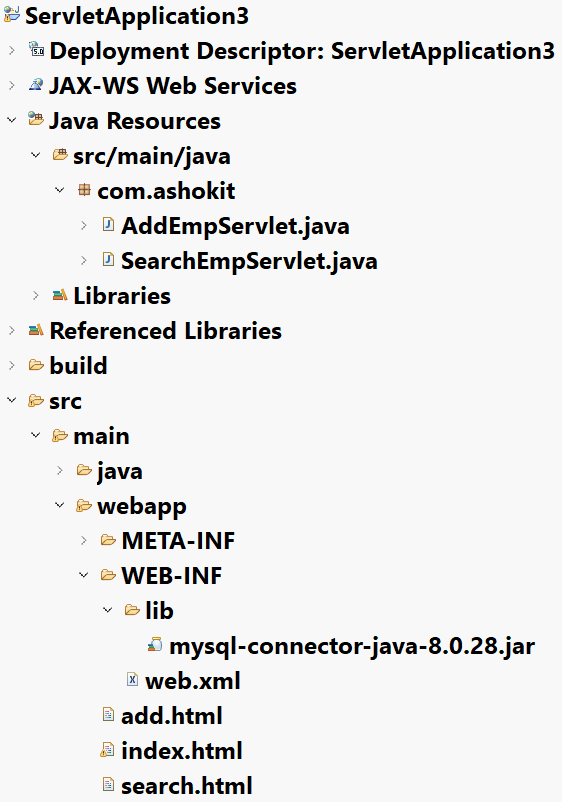 ServletApplication3
5.0 Deployment Descriptor: ServletApplication3
JAX-WS Web Services
Java Resources
src/main/java
com.ashokit
J AddEmpServlet.java
J SearchEmpServlet.java
Libraries
Referenced Libraries
build
src
main
java
webapp
META-INF
WEB-INF
lib
mysql-connector-java-8.0.28.jar
X web.xml
add.html
index.html
search.html